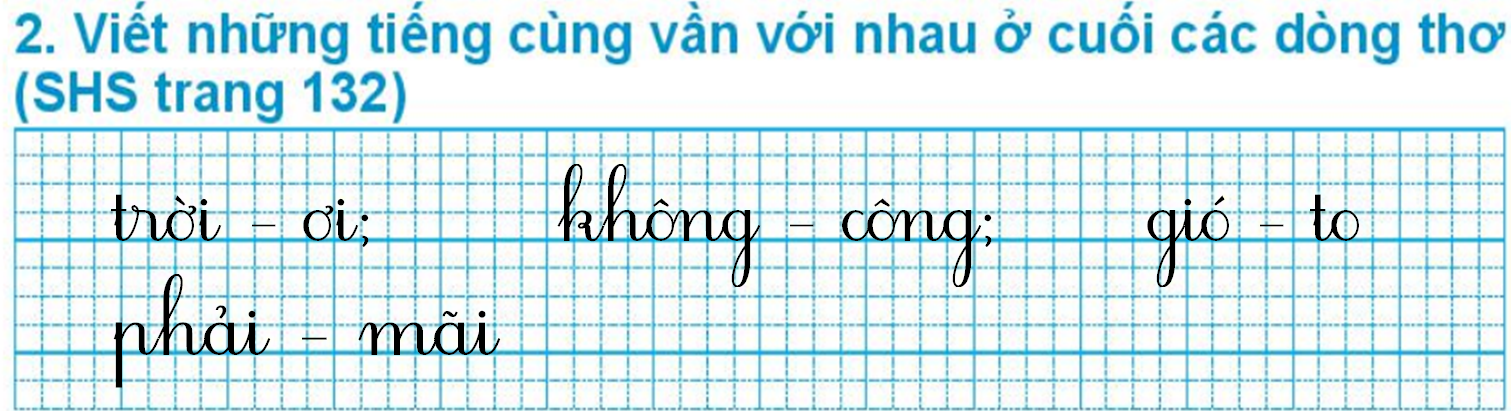 2. Viết những tiếng cùng vần với nhau ở cuối các dòng thơ
(SHS trang 132)
trời - ơi; không - công; gió - to
phải - mãi